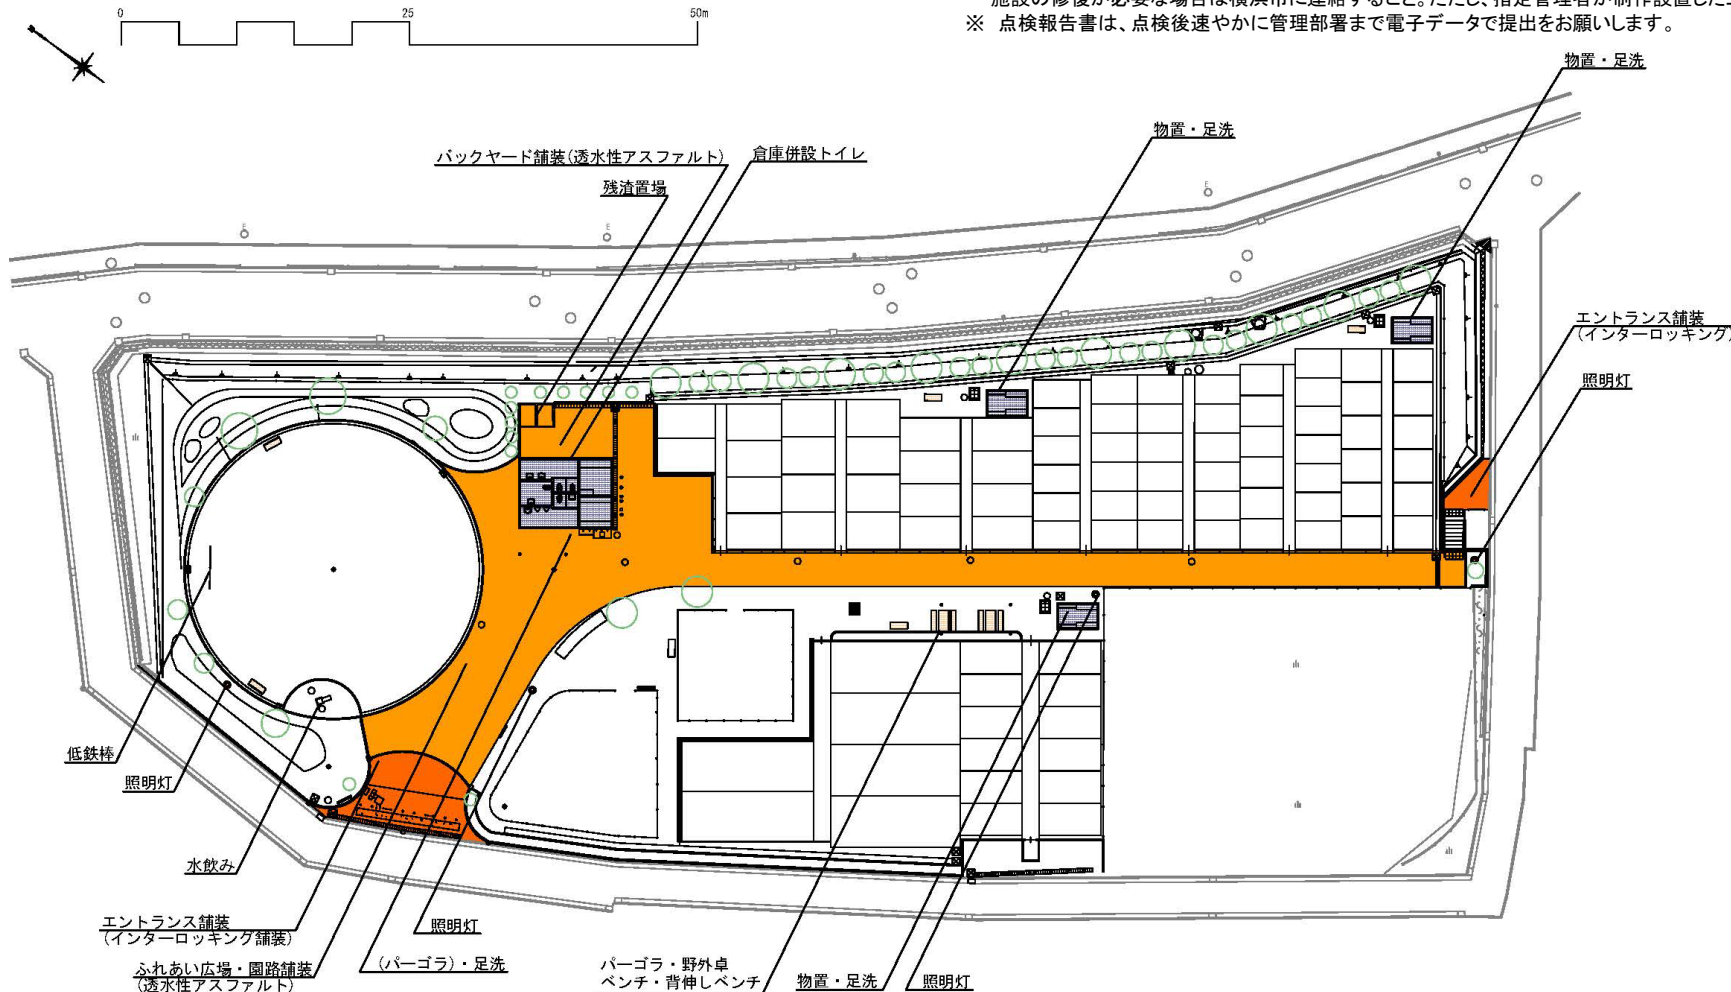 施設の修復が必要な場合は横浜市に連絡すること。ただし、指定管理者が制作設置した
※ 点検報告書は、点検後速やかに管理部署まで電子データで提出をお願いします。
0 25 50m
物置・足洗
物置・足洗
バックヤード舗装(透水性アスファルト)
倉庫併設トイレ
残渣置場
エントランス舗装
(インターロッキング)
照明灯
低鉄棒
照明灯
水飲み
エントランス舗装
(インターロッキング舗装)
照明灯
ふれあい広場・園路舗装
(透水性アスファルト)
(パーゴラ)・足洗
パーゴラ・野外卓
ベンチ・背伸しベンチ
物置・足洗
照明灯